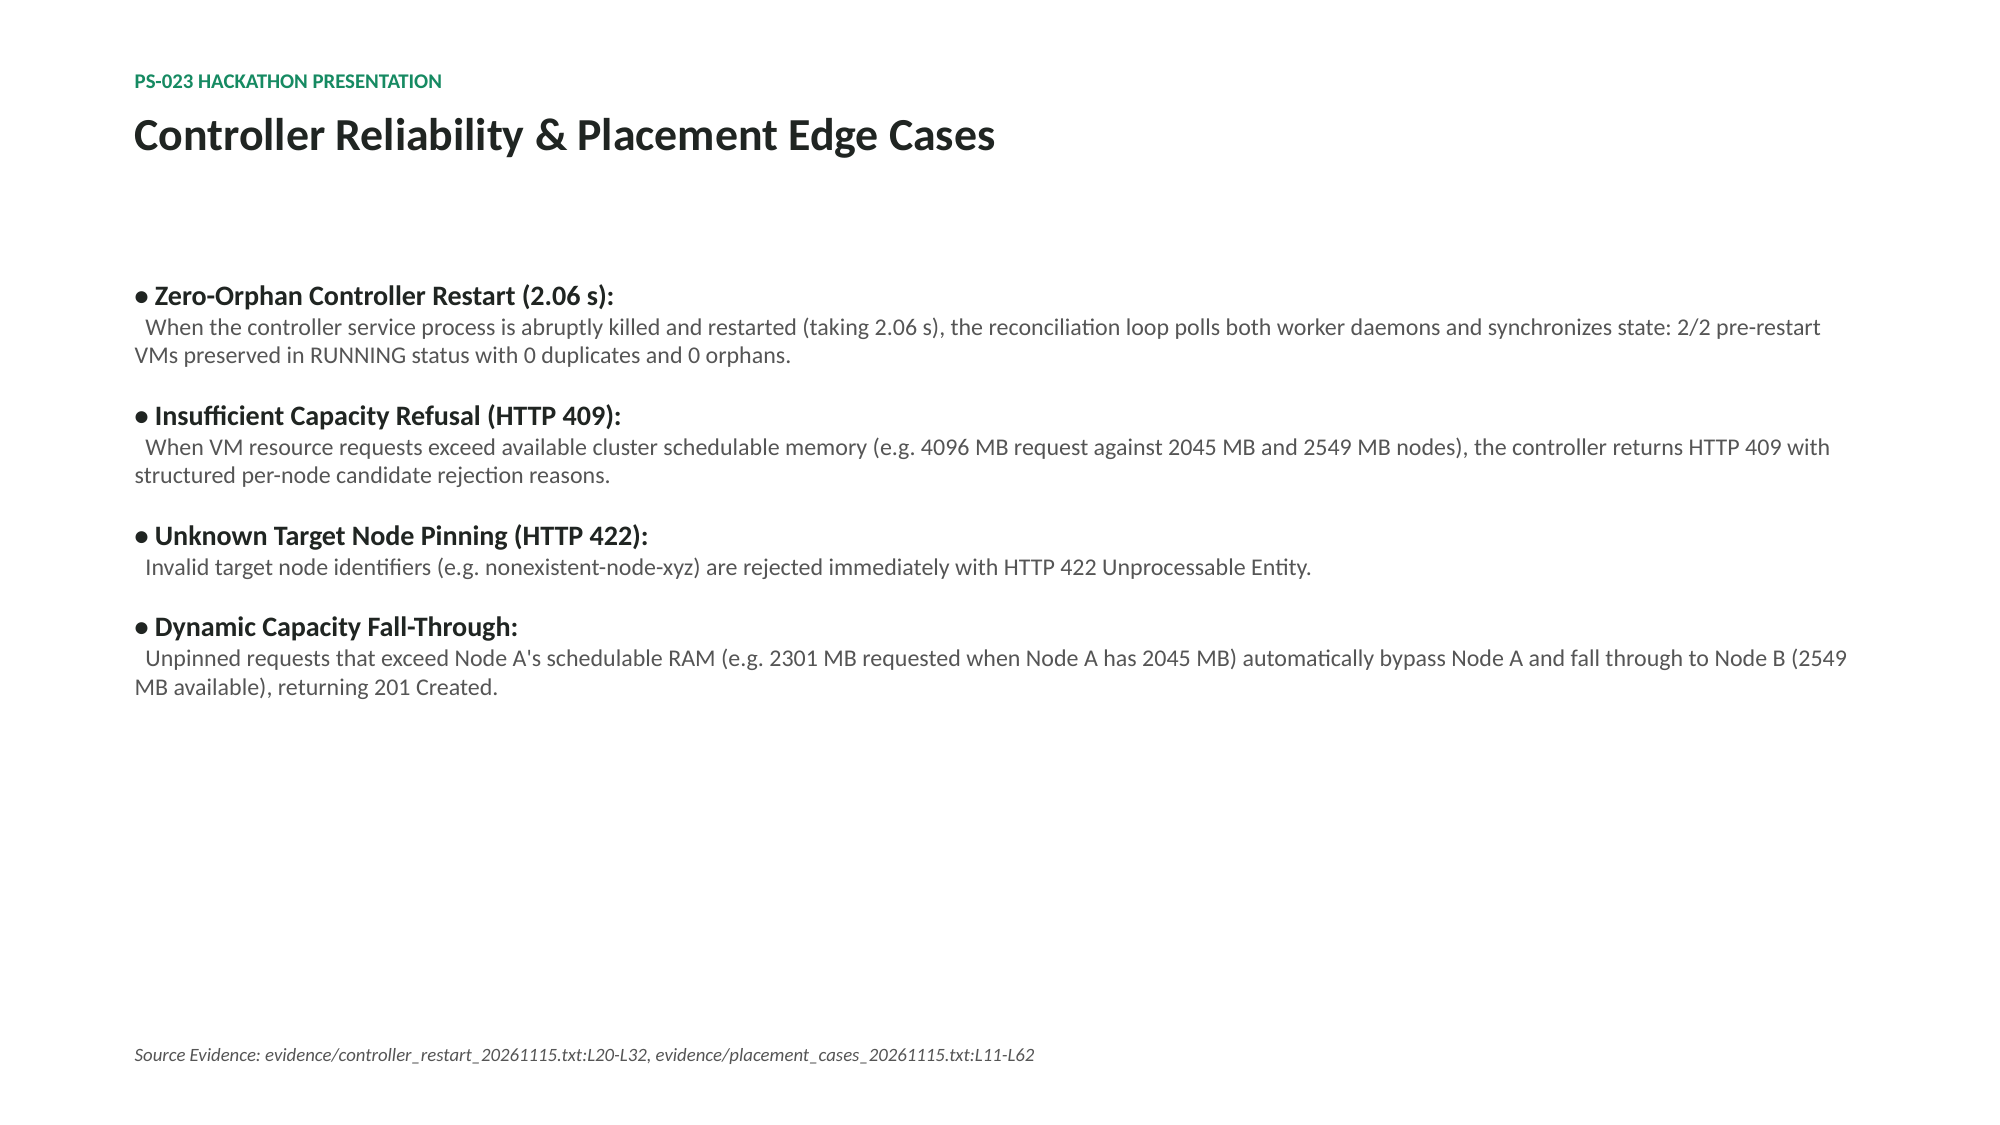 PS-023 HACKATHON PRESENTATION
Controller Reliability & Placement Edge Cases
● Zero-Orphan Controller Restart (2.06 s):
When the controller service process is abruptly killed and restarted (taking 2.06 s), the reconciliation loop polls both worker daemons and synchronizes state: 2/2 pre-restart
VMs preserved in RUNNING status with 0 duplicates and 0 orphans.
● Insufficient Capacity Refusal (HTTP 409):
When VM resource requests exceed available cluster schedulable memory (e.g. 4096 MB request against 2045 MB and 2549 MB nodes), the controller returns HTTP 409 with
structured per-node candidate rejection reasons.
● Unknown Target Node Pinning (HTTP 422):
Invalid target node identifiers (e.g. nonexistent-node-xyz) are rejected immediately with HTTP 422 Unprocessable Entity.
● Dynamic Capacity Fall-Through:
Unpinned requests that exceed Node A's schedulable RAM (e.g. 2301 MB requested when Node A has 2045 MB) automatically bypass Node A and fall through to Node B (2549
MB available), returning 201 Created.
Source Evidence: evidence/controller_restart_20261115.txt:L20-L32, evidence/placement_cases_20261115.txt:L11-L62